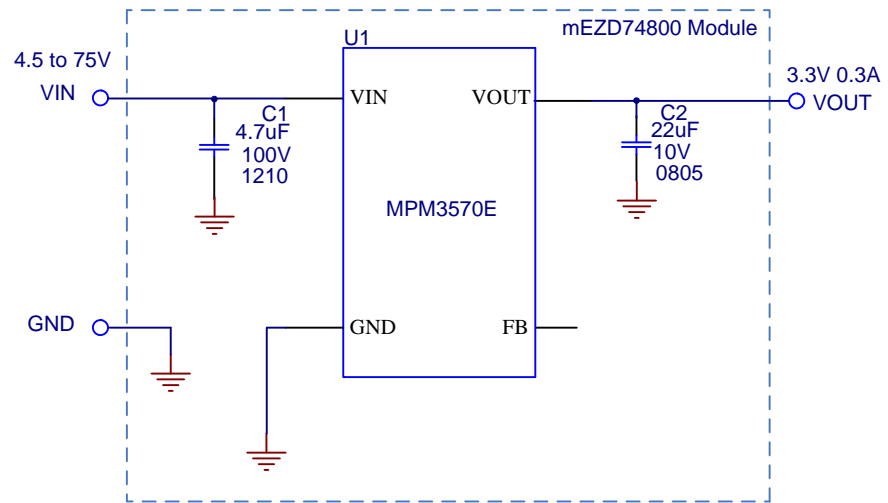 mEZD74800 Module
U1
4.5 to 75V
VIN
VIN
VOUT
3.3V 0.3A
VOUT
C1
4.7uF
100V
1210
C2
22uF
10V
0805
MPM3570E
GND
GND
FB